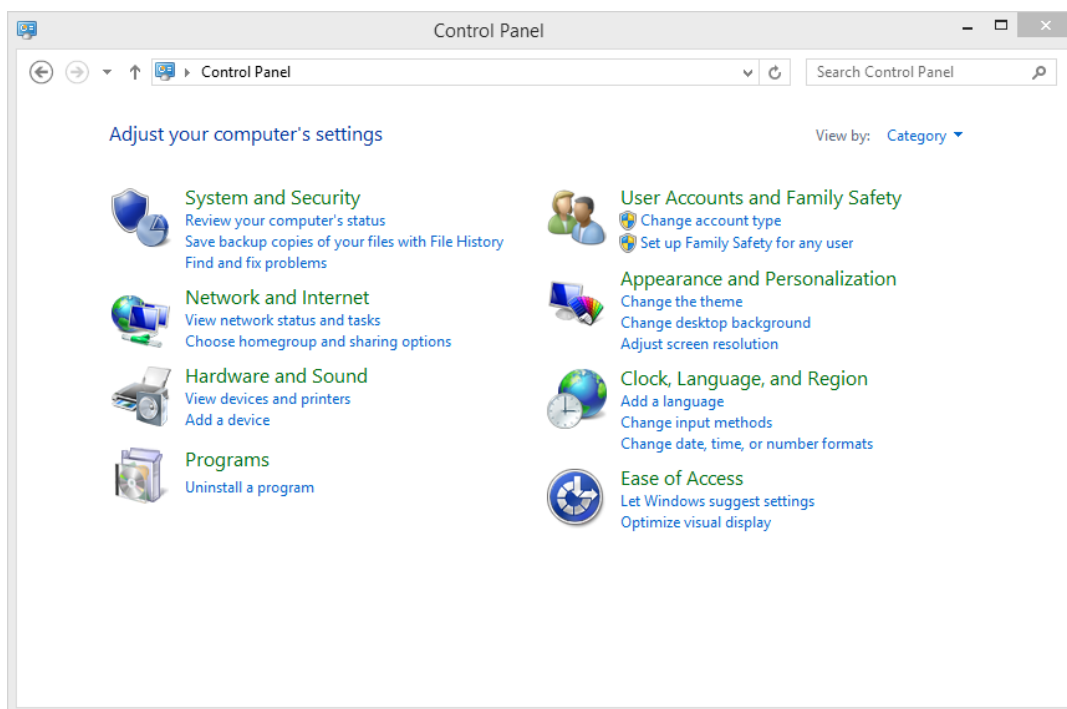 Control Panel
Control Panel
Search Control Panel
Adjust your computer's settings
View by: Category
System and Security
Review your computer's status
Save backup copies of your files with File History
Find and fix problems
Network and Internet
View network status and tasks
Choose homegroup and sharing options
Hardware and Sound
View devices and printers
Add a device
Programs
Uninstall a program
User Accounts and Family Safety
Change account type
Set up Family Safety for any user
Appearance and Personalization
Change the theme
Change desktop background
Adjust screen resolution
Clock, Language, and Region
Add a language
Change input methods
Change date, time, or number formats
Ease of Access
Let Windows suggest settings
Optimize visual display